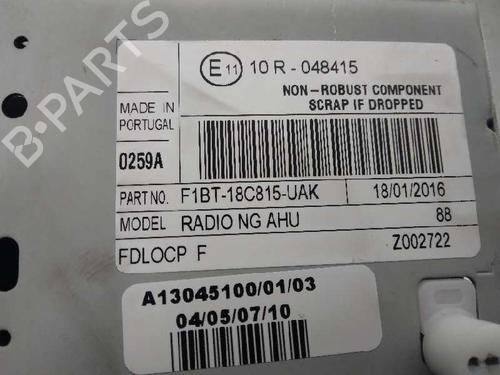 E 11 10 R - 048415
NON-ROBUST COMPONENT
SCRAP IF DROPPED
MADE IN
PORTUGAL
0259A
PART NO. F1BT-18C815-UAK 18/01/2016
MODEL RADIO NG AHU 88
FDLOCP F Z002722
A13045100/01/03
04/05/07/10
B-PARTS